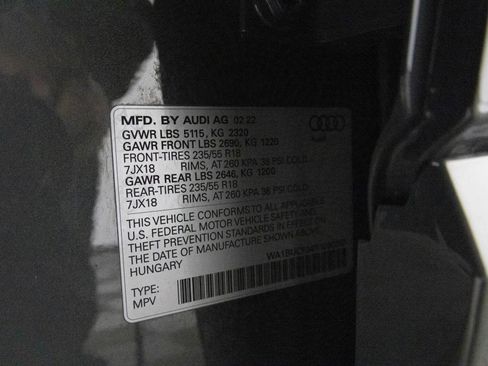 MFD. BY AUDI AG 02 22
GVWR LBS 5115, KG 2320
GAWR FRONT LBS 2690, KG 1220
FRONT-TIRES 235/55 R18
7JX18 RIMS, AT 260 KPA 38 PSI COLD
GAWR REAR LBS 2646, KG 1200
REAR-TIRES 235/55 R18
7JX18 RIMS, AT 260 KPA 38 PSI COLD
THIS VEHICLE CONFORMS TO ALL APPLICABLE
U.S. FEDERAL MOTOR VEHICLE SAFETY AND
THEFT PREVENTION STANDARDS IN EFFECT ON
THE DATE OF MANUFACTURE SHOWN ABOVE
HUNGARY
TYPE:
MPV